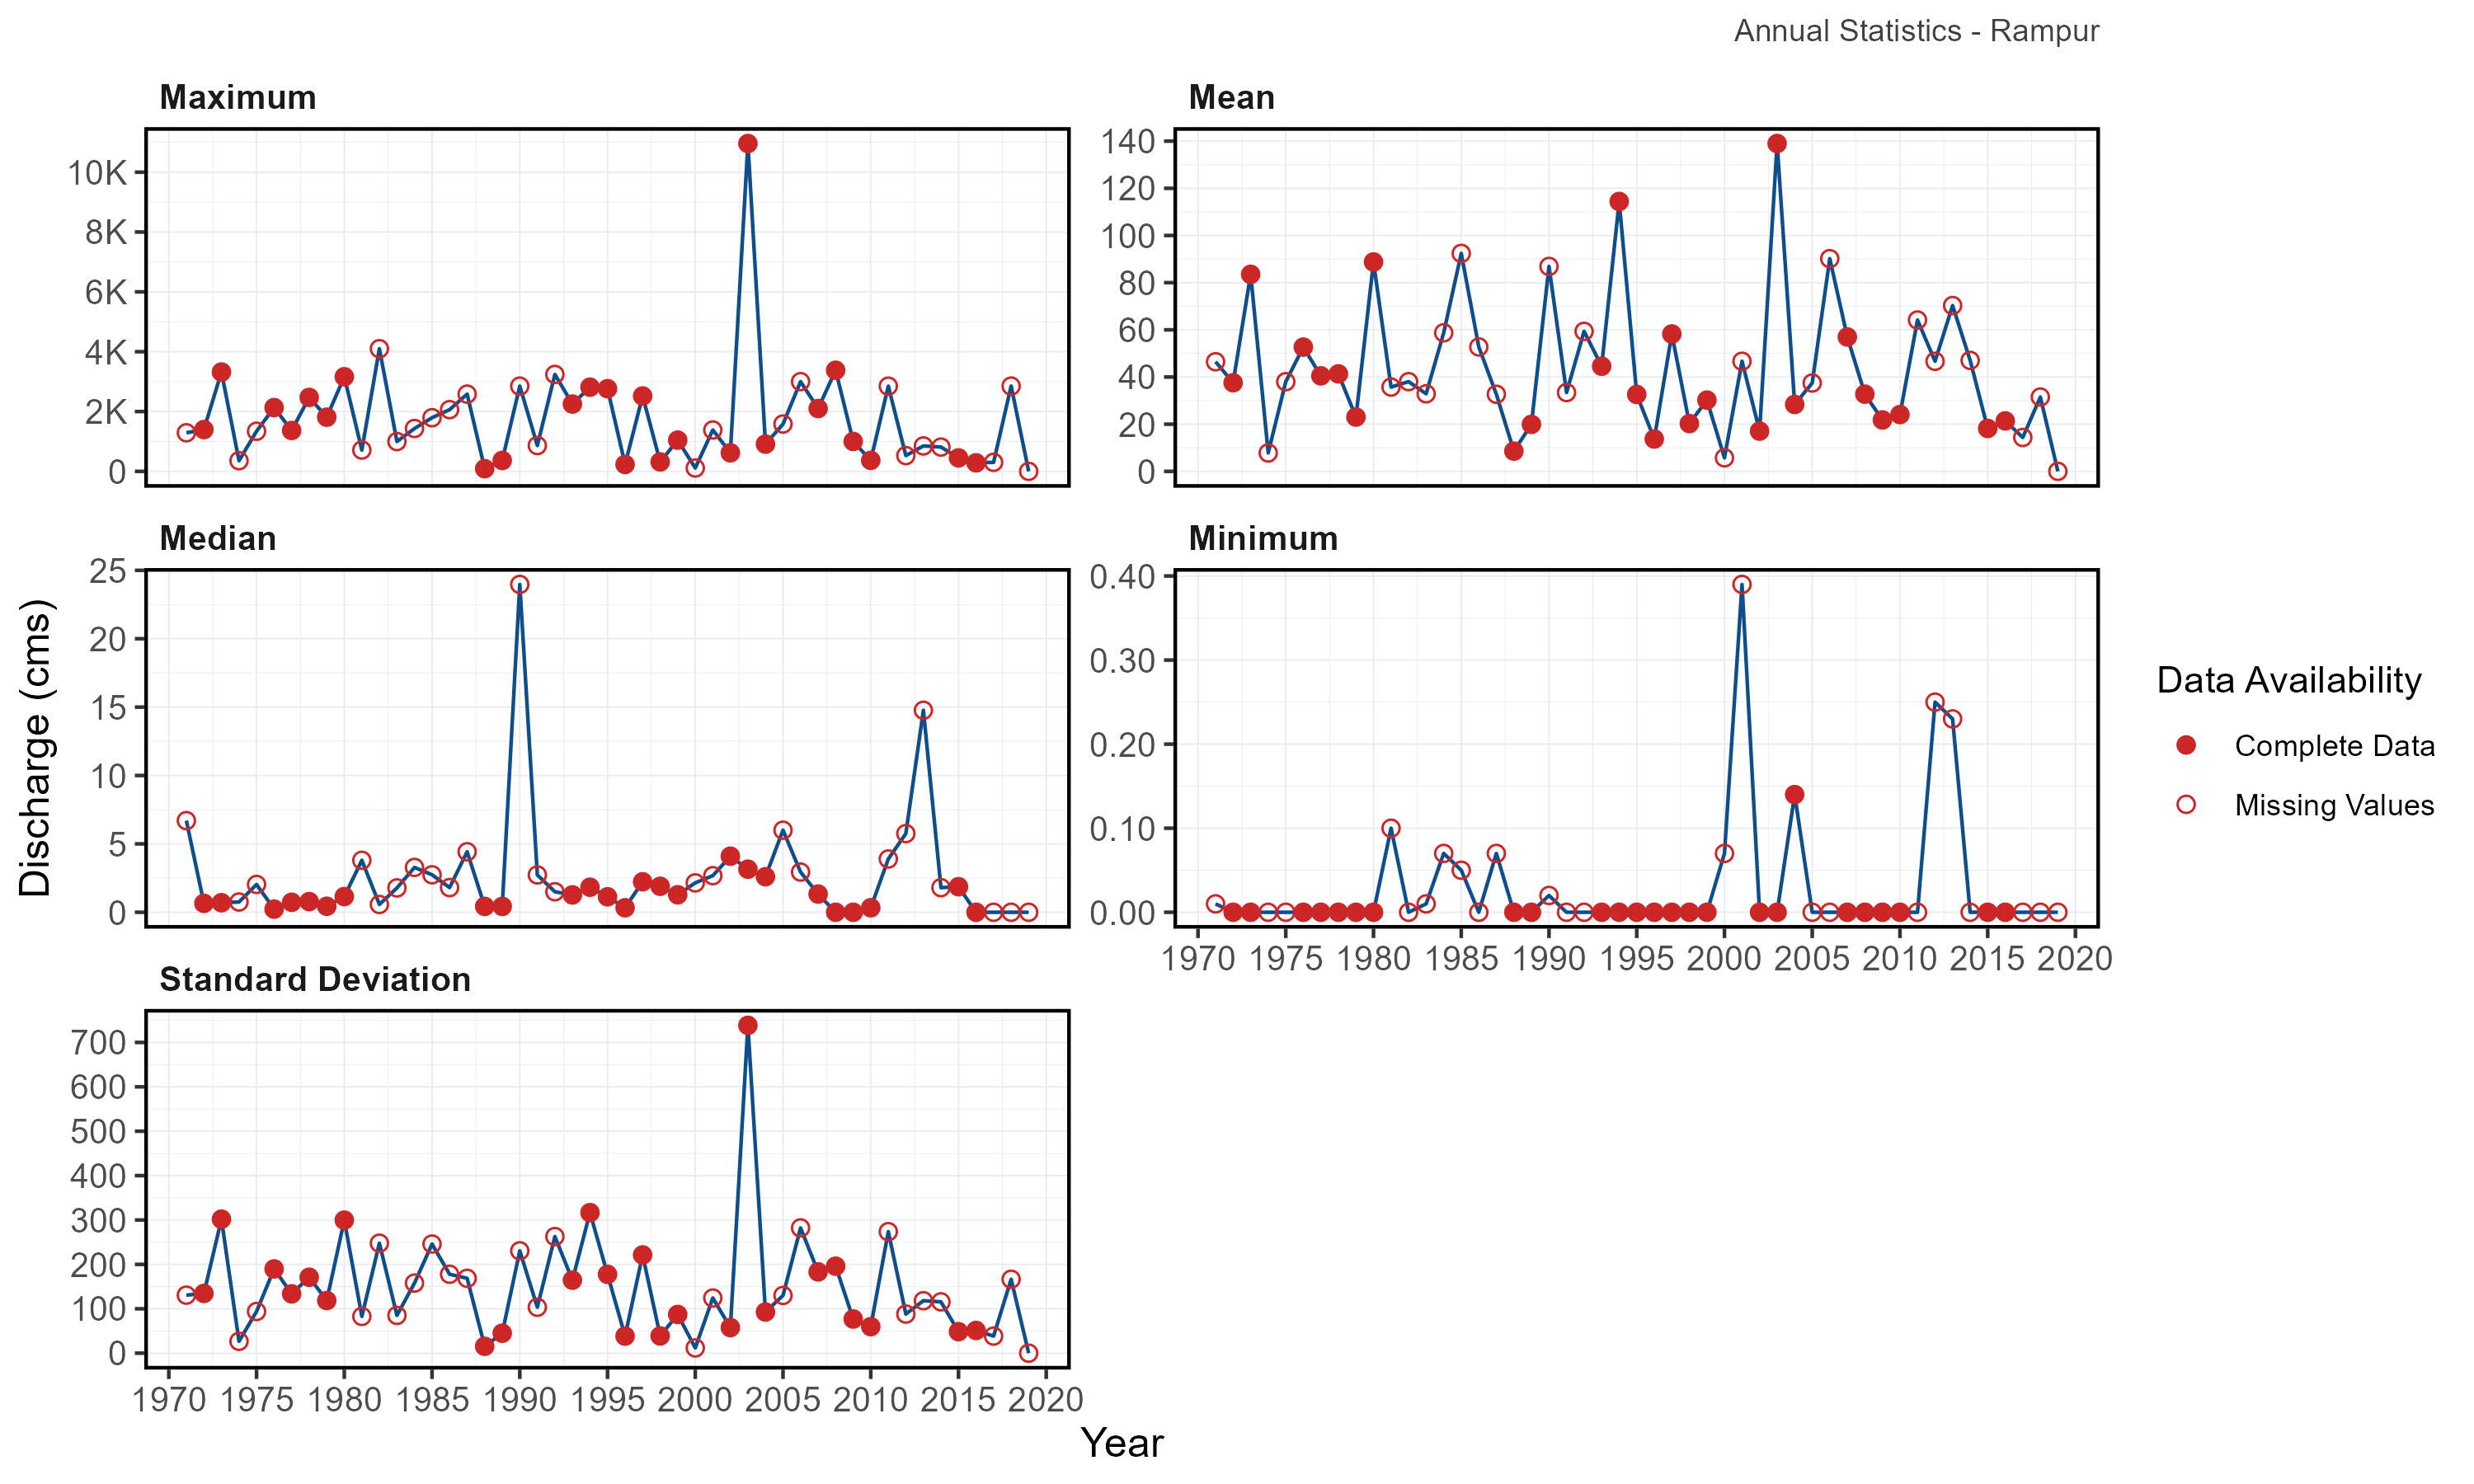 Annual Statistics - Rampur
Maximum
10K
8K
6K
4K
2K
0
Mean
140
120
100
80
60
40
20
0
Discharge (cms)
Median
25
20
15
10
5
0
Minimum
0.40
0.30
0.20
0.10
0.00
1970 1975 1980 1985 1990 1995 2000 2005 2010 2015 2020
Data Availability
Complete Data
Missing Values
Standard Deviation
700
600
500
400
300
200
100
0
1970 1975 1980 1985 1990 1995 2000 2005 2010 2015 2020
Year